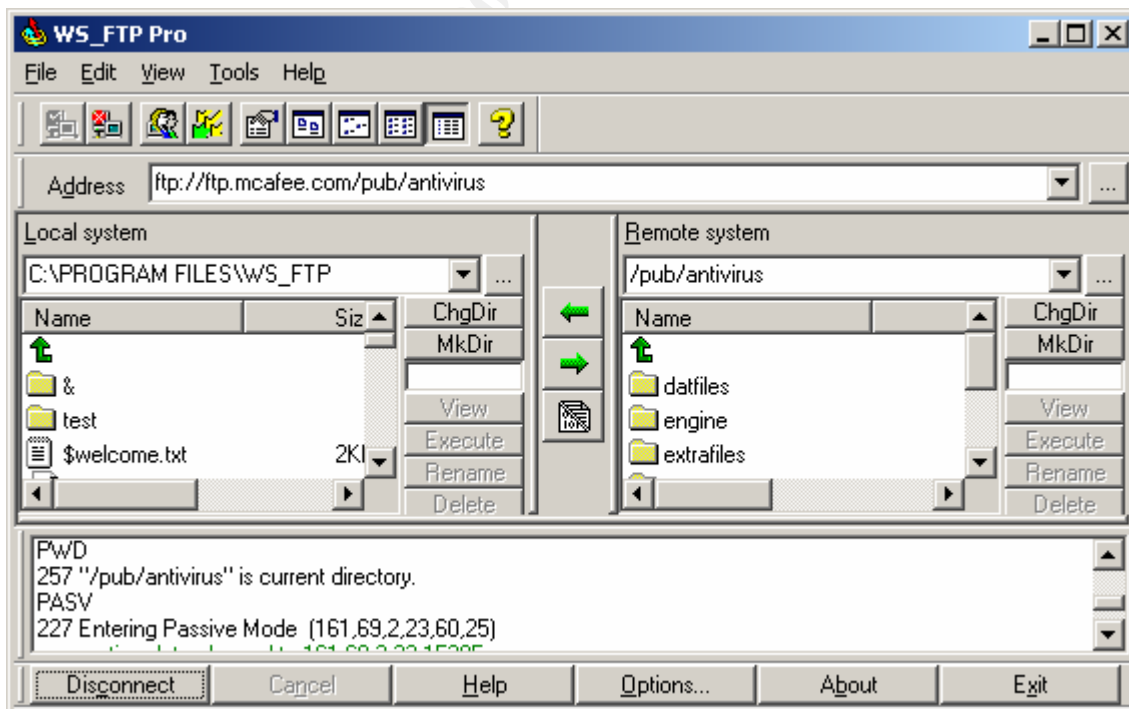 WS_FTP Pro
File Edit View Tools Help
Address ftp://ftp.mcafee.com/pub/antivirus ...
Local system
C:\PROGRAM FILES\WS_FTP ...
Name Siz
&
test
$welcome.txt 2K
ChgDir
MkDir
View
Execute
Rename
Delete
Remote system
/pub/antivirus ...
Name
datfiles
engine
extrafiles
ChgDir
MkDir
View
Execute
Rename
Delete
PWD
257 "/pub/antivirus" is current directory.
PASV
227 Entering Passive Mode (161,69,2,23,60,25)
Disconnect Cancel Help Options... About Exit